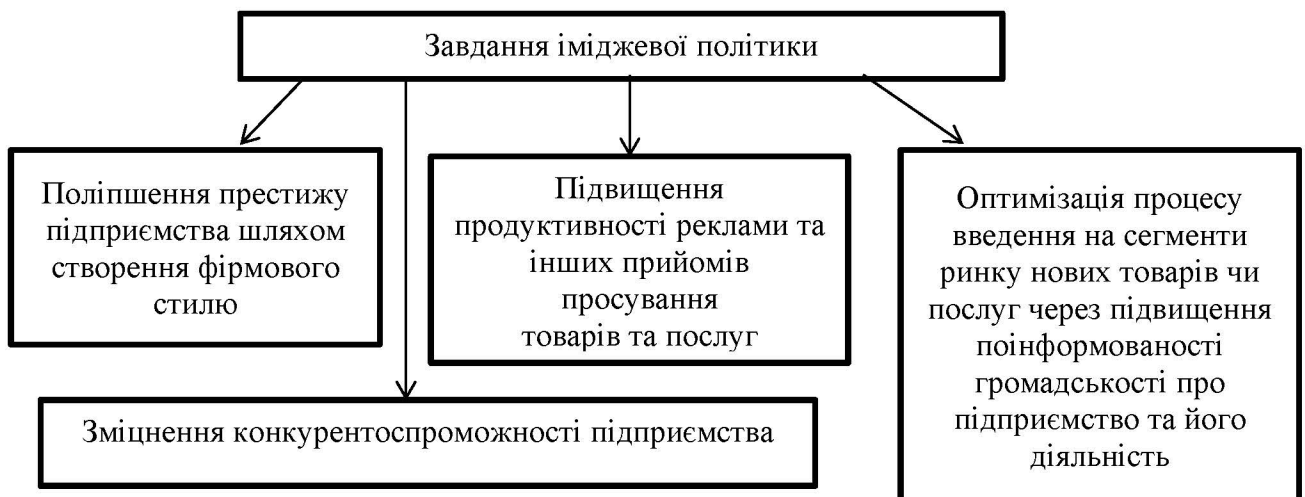 Завдання іміджевої політики
Поліпшення престижу
підприємства шляхом
створення фірмового
стилю
Підвищення
продуктивності реклами та
інших прийомів
просування
товарів та послуг
Оптимізація процесу
введення на сегменти
ринку нових товарів чи
послуг через підвищення
поінформованості
громадськості про
підприємство та його
діяльність
Зміцнення конкурентоспроможності підприємства